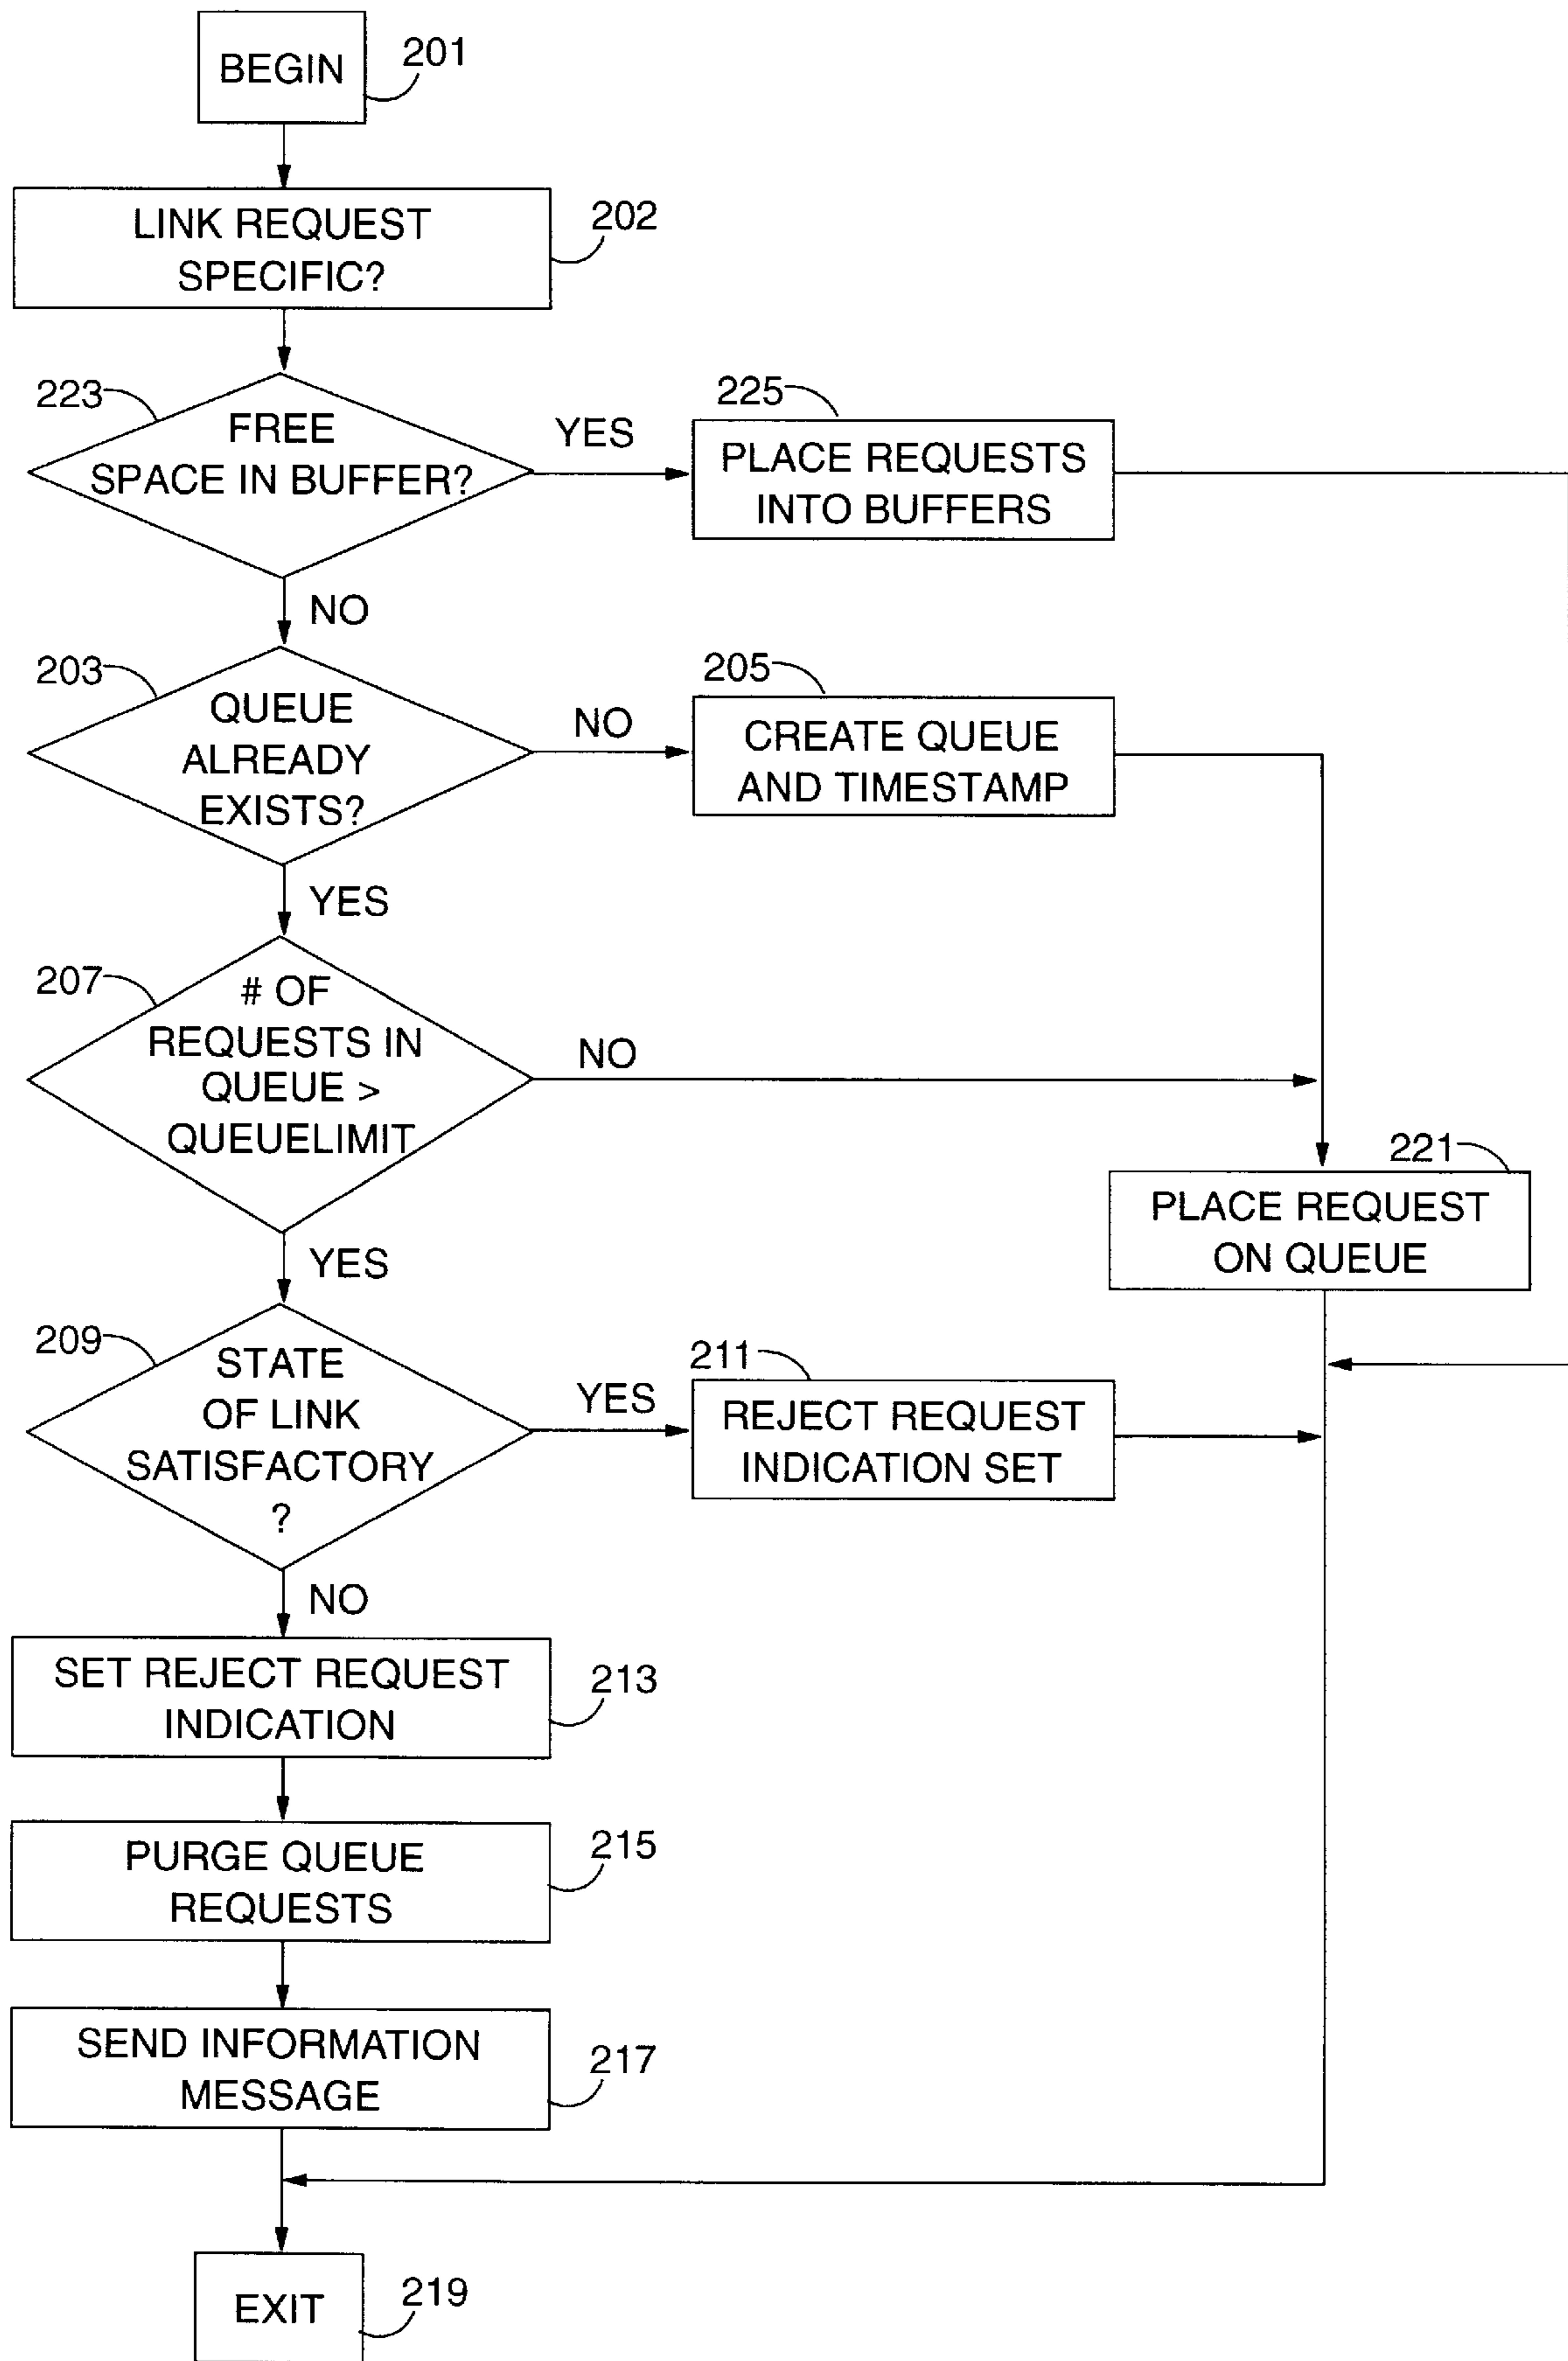 BEGIN
201
LINK REQUEST
SPECIFIC?
202
223
FREE
SPACE IN BUFFER?
YES
225
PLACE REQUESTS
INTO BUFFERS
NO
203
QUEUE
ALREADY
EXISTS?
NO
205
CREATE QUEUE
AND TIMESTAMP
YES
207
# OF
REQUESTS IN
QUEUE >
QUEUELIMIT
NO
221
PLACE REQUEST
ON QUEUE
YES
209
STATE
OF LINK
SATISFACTORY
?
YES
211
REJECT REQUEST
INDICATION SET
NO
SET REJECT REQUEST
INDICATION
213
PURGE QUEUE
REQUESTS
215
SEND INFORMATION
MESSAGE
217
EXIT
219